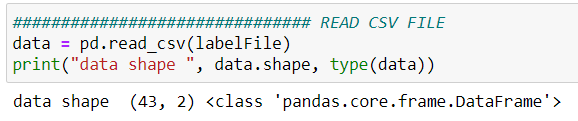 ############################### READ CSV FILE
data = pd.read_csv(labelFile)
print("data shape ", data.shape, type(data))
data shape  (43, 2) <class 'pandas.core.frame.DataFrame'>